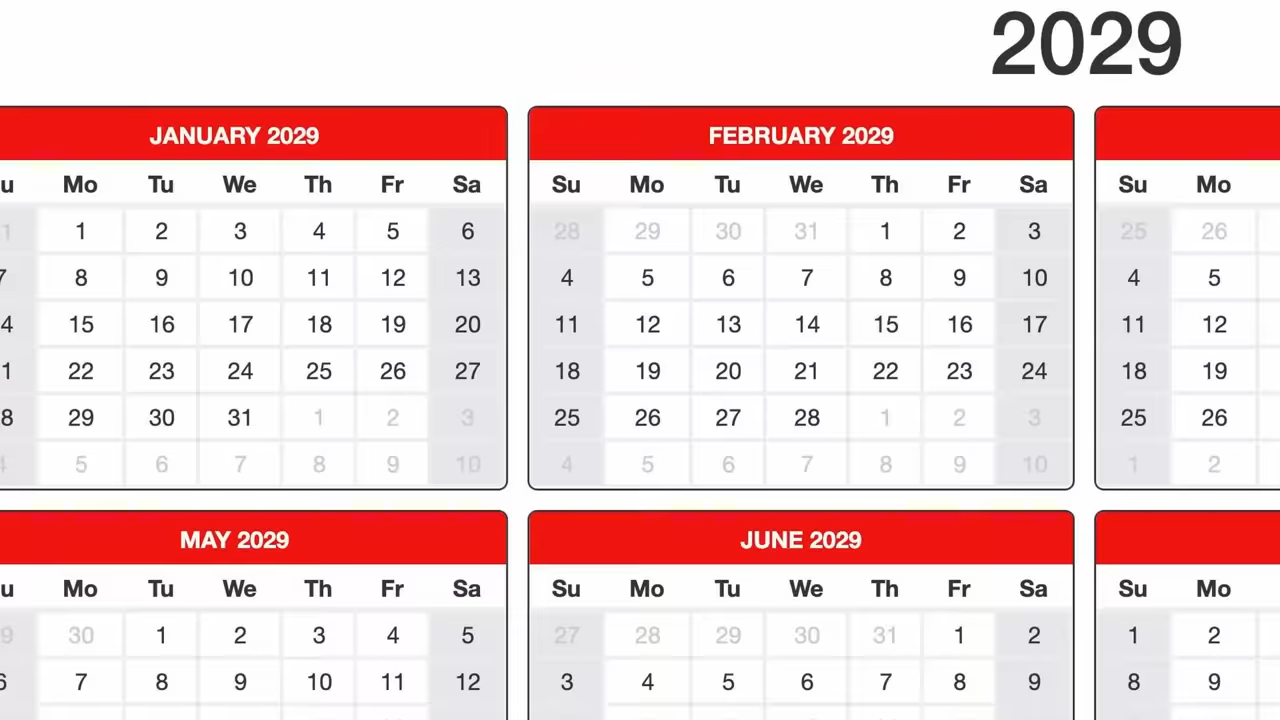 2029
JANUARY 2029
u Mo Tu We Th Fr Sa
1 1 2 3 4 5 6
7 8 9 10 11 12 13
4 15 16 17 18 19 20
1 22 23 24 25 26 27
8 29 30 31 1 2 3
4 5 6 7 8 9 10
FEBRUARY 2029
Su Mo Tu We Th Fr Sa
28 29 30 31 1 2 3
4 5 6 7 8 9 10
11 12 13 14 15 16 17
18 19 20 21 22 23 24
25 26 27 28 1 2 3
4 5 6 7 8 9 10
Su Mo
25 26
4 5
11 12
18 19
25 26
1 2
MAY 2029
u Mo Tu We Th Fr Sa
9 30 1 2 3 4 5
6 7 8 9 10 11 12
JUNE 2029
Su Mo Tu We Th Fr Sa
27 28 29 30 31 1 2
3 4 5 6 7 8 9
Su Mo
1 2
8 9